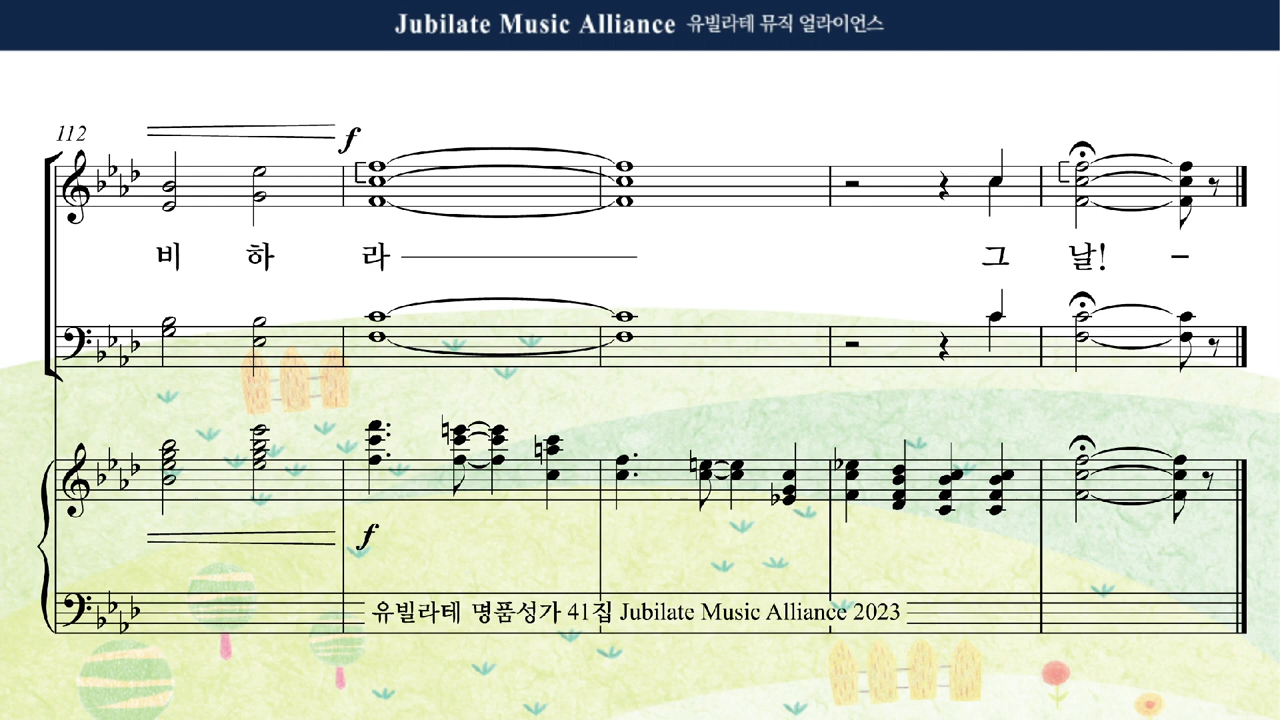 Jubilate Music Alliance 유빌라테 뮤직 얼라이언스
112
f
비 하 라 그 날! –
f
유빌라테 명품성가 41집 Jubilate Music Alliance 2023